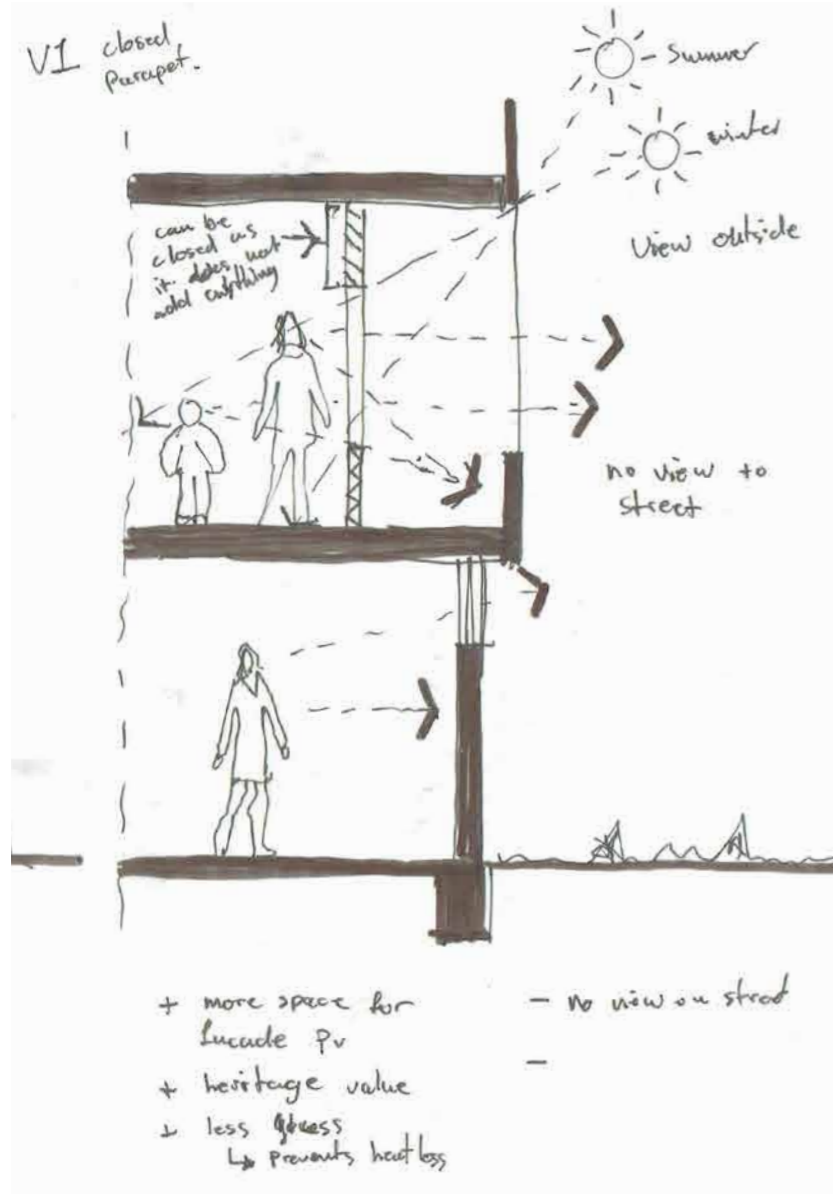 V1 closed
parapet.
Summer
winter
can be
closed as
it does not
add anything
View outside
no view to
street
+ more space for
facade Pv
+ heritage value
+ less glass
↳ prevents heat loss
- no view on street
-